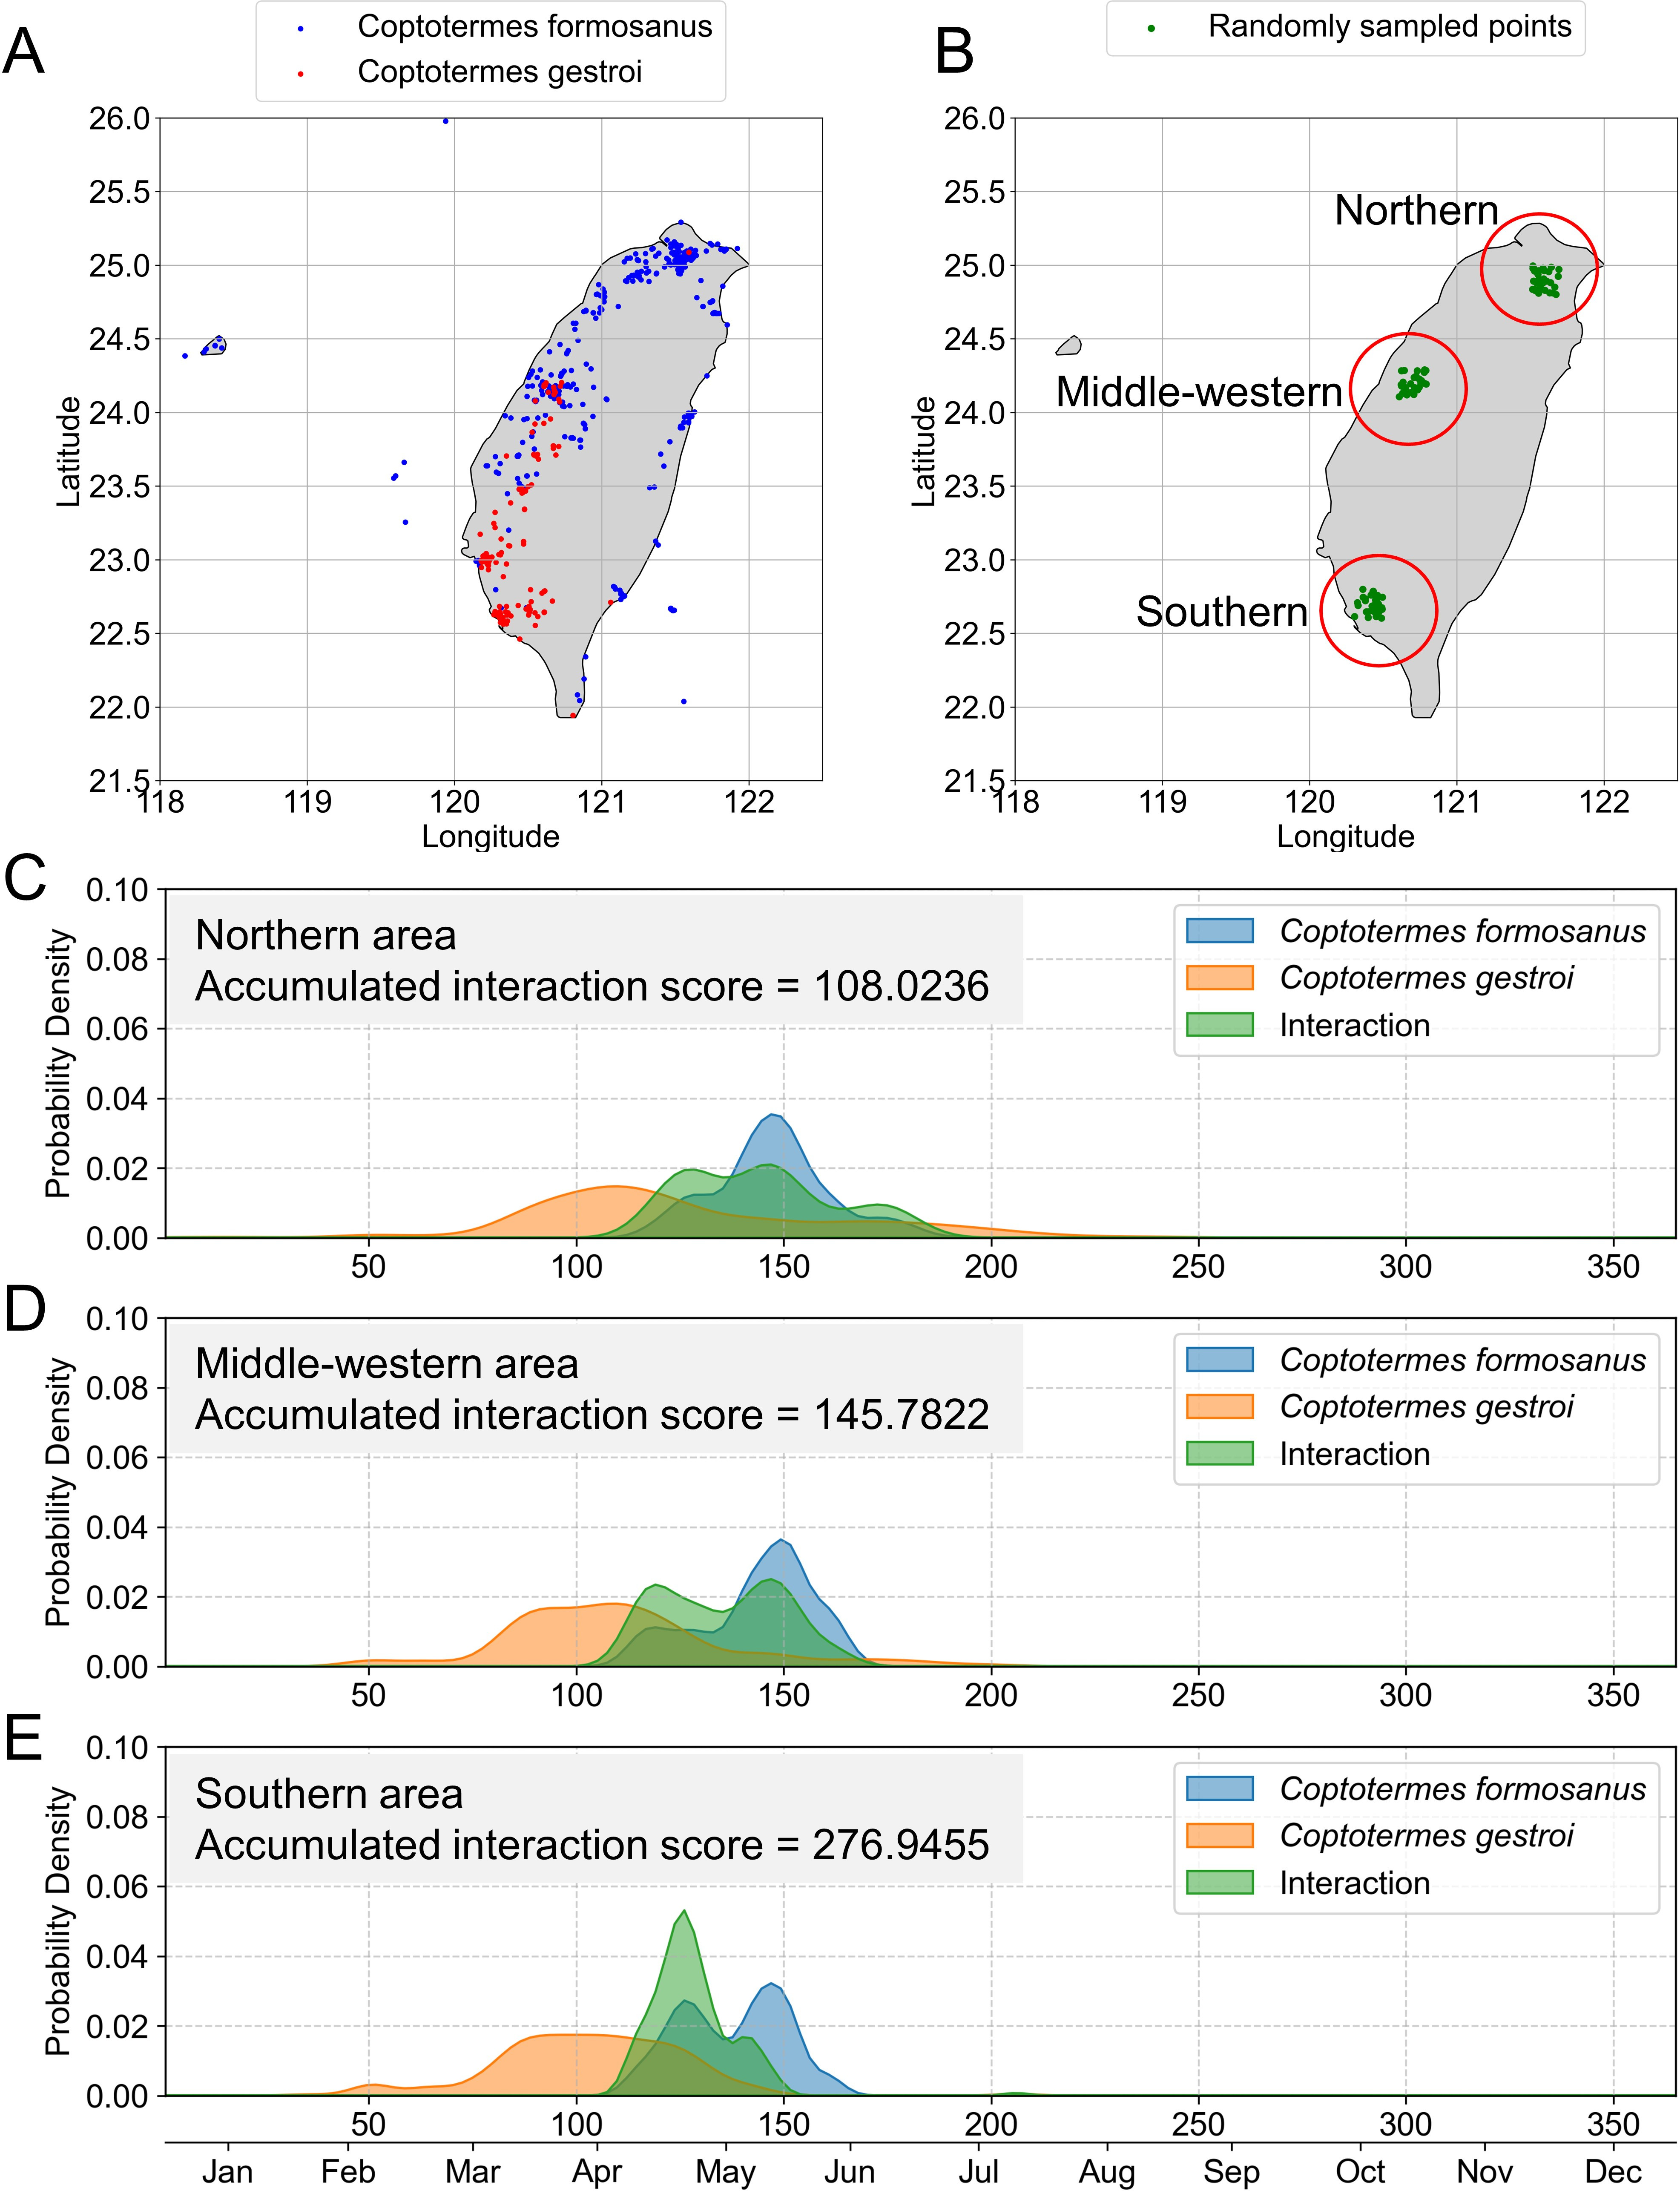 A
Coptotermes formosanus
Coptotermes gestroi
26.0
25.5
25.0
24.5
24.0
23.5
23.0
22.5
22.0
21.5
Latitude
118 119 120 121 122
Longitude
B
Randomly sampled points
26.0
25.5
25.0
24.5
24.0
23.5
23.0
22.5
22.0
21.5
Latitude
Northern
Middle-western
Southern
118 119 120 121 122
Longitude
C
0.10
0.08
0.06
0.04
0.02
0.00
Probability Density
Northern area
Accumulated interaction score = 108.0236
Coptotermes formosanus
Coptotermes gestroi
Interaction
50 100 150 200 250 300 350
D
0.10
0.08
0.06
0.04
0.02
0.00
Probability Density
Middle-western area
Accumulated interaction score = 145.7822
Coptotermes formosanus
Coptotermes gestroi
Interaction
50 100 150 200 250 300 350
E
0.10
0.08
0.06
0.04
0.02
0.00
Probability Density
Southern area
Accumulated interaction score = 276.9455
Coptotermes formosanus
Coptotermes gestroi
Interaction
50 100 150 200 250 300 350
Jan Feb Mar Apr May Jun Jul Aug Sep Oct Nov Dec